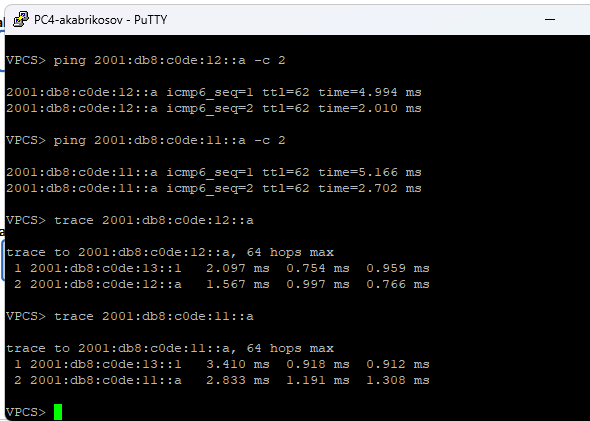 PC4-akabrikosov - PuTTY
VPCS> ping 2001:db8:c0de:12::a -c 2
2001:db8:c0de:12::a icmp6_seq=1 ttl=62 time=4.994 ms
2001:db8:c0de:12::a icmp6_seq=2 ttl=62 time=2.010 ms
VPCS> ping 2001:db8:c0de:11::a -c 2
2001:db8:c0de:11::a icmp6_seq=1 ttl=62 time=5.166 ms
2001:db8:c0de:11::a icmp6_seq=2 ttl=62 time=2.702 ms
VPCS> trace 2001:db8:c0de:12::a
trace to 2001:db8:c0de:12::a, 64 hops max
1 2001:db8:c0de:13::1 2.097 ms 0.754 ms 0.959 ms
2 2001:db8:c0de:12::a 1.567 ms 0.997 ms 0.766 ms
VPCS> trace 2001:db8:c0de:11::a
trace to 2001:db8:c0de:11::a, 64 hops max
1 2001:db8:c0de:13::1 3.410 ms 0.918 ms 0.912 ms
2 2001:db8:c0de:11::a 2.833 ms 1.191 ms 1.308 ms
VPCS>